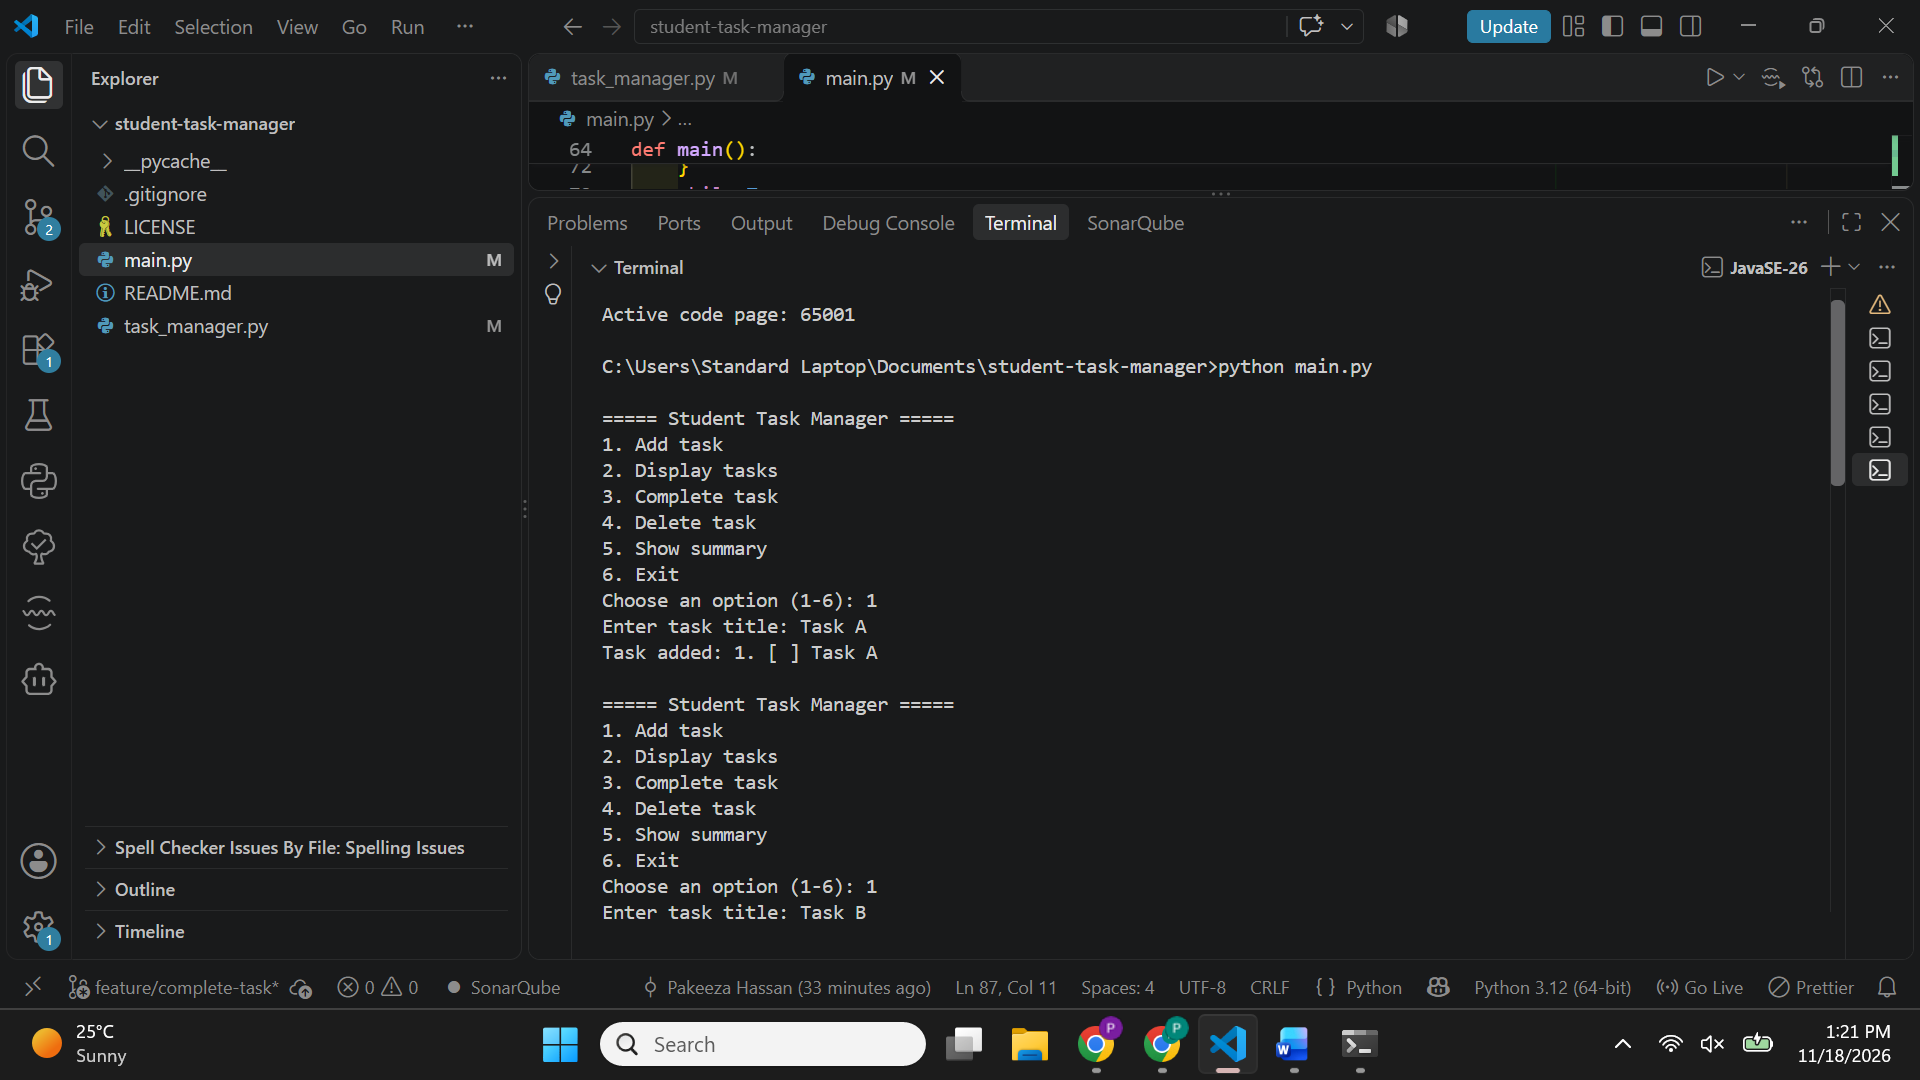 File Edit Selection View Go Run ···
student-task-manager
Update
Explorer
student-task-manager
__pycache__
.gitignore
LICENSE
main.py M
README.md
task_manager.py M
Spell Checker Issues By File: Spelling Issues
Outline
Timeline
2
1
1
task_manager.py M
main.py M
main.py > ...
64 def main():
72 }
Problems Ports Output Debug Console Terminal SonarQube
Terminal
JavaSE-26
Active code page: 65001
C:\Users\Standard Laptop\Documents\student-task-manager>python main.py
===== Student Task Manager =====
1. Add task
2. Display tasks
3. Complete task
4. Delete task
5. Show summary
6. Exit
Choose an option (1-6): 1
Enter task title: Task A
Task added: 1. [ ] Task A
===== Student Task Manager =====
1. Add task
2. Display tasks
3. Complete task
4. Delete task
5. Show summary
6. Exit
Choose an option (1-6): 1
Enter task title: Task B
feature/complete-task* 0 0 SonarQube Pakeeza Hassan (33 minutes ago) Ln 87, Col 11 Spaces: 4 UTF-8 CRLF { } Python Python 3.12 (64-bit) Go Live Prettier
25°C
Sunny
Search
P
P
W
1:21 PM
11/18/2026